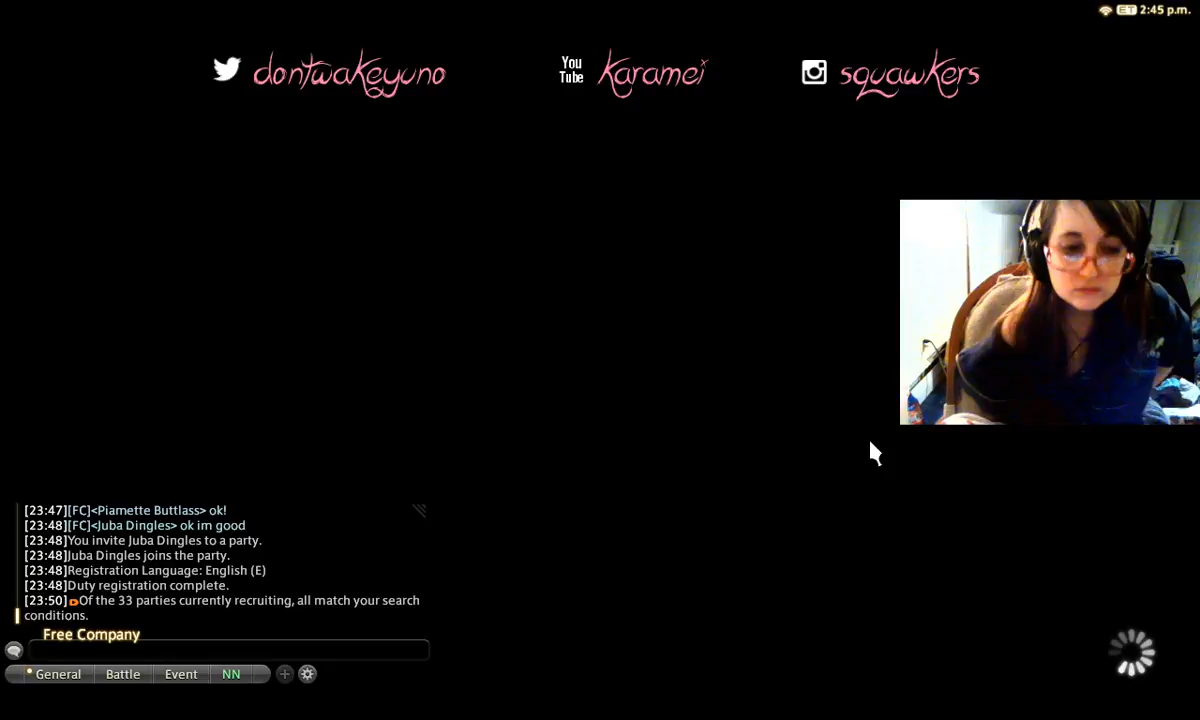 ET 2:45 p.m.
dontwakeyuno
You Tube karamei
squawkers
[23:47][FC]<Piamette Buttlass> ok!
[23:48][FC]<Juba Dingles> ok im good
[23:48]You invite Juba Dingles to a party.
[23:48]Juba Dingles joins the party.
[23:48]Registration Language: English (E)
[23:48]Duty registration complete.
[23:50]Of the 33 parties currently recruiting, all match your search
conditions.
Free Company
General Battle Event NN